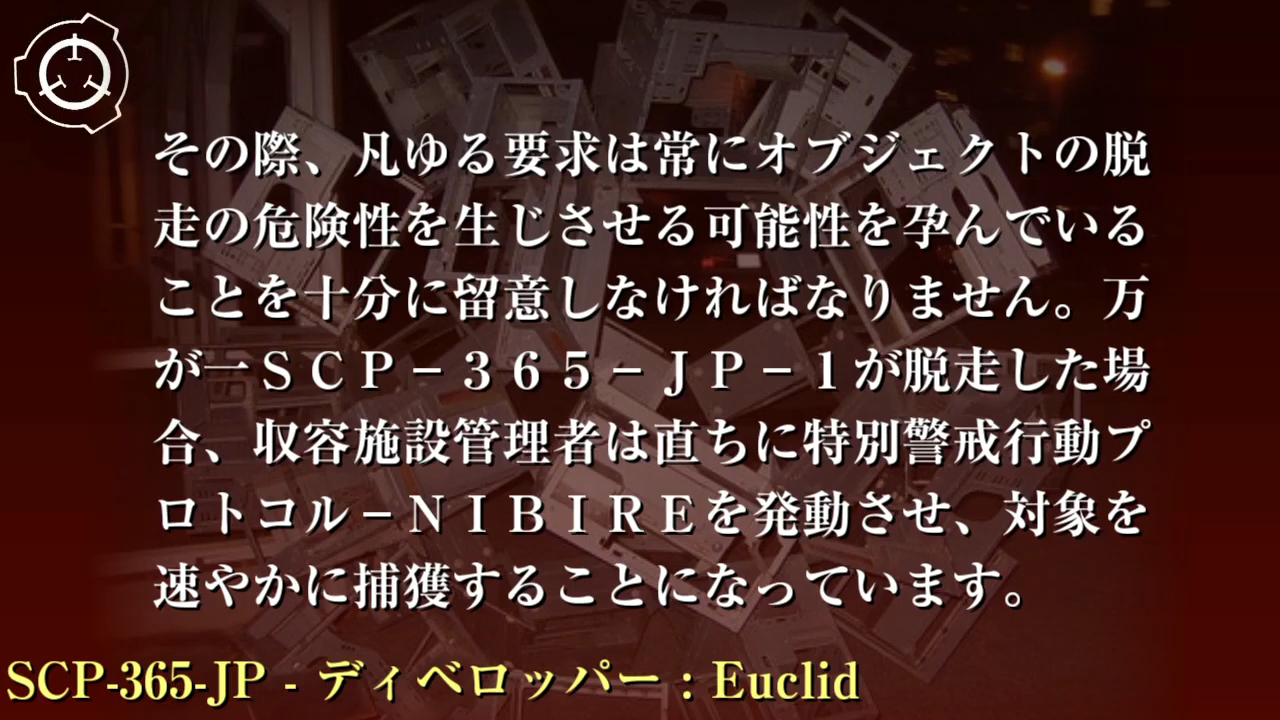 その際、凡ゆる要求は常にオブジェクトの脱
走の危険性を生じさせる可能性を孕んでいる
ことを十分に留意しなければなりません。万
が一ＳＣＰ－３６５－ＪＰ－１が脱走した場
合、収容施設管理者は直ちに特別警戒行動プ
ロトコル－ＮＩＢＩＲＥを発動させ、対象を
速やかに捕獲することになっています。
SCP-365-JP - ディベロッパー : Euclid